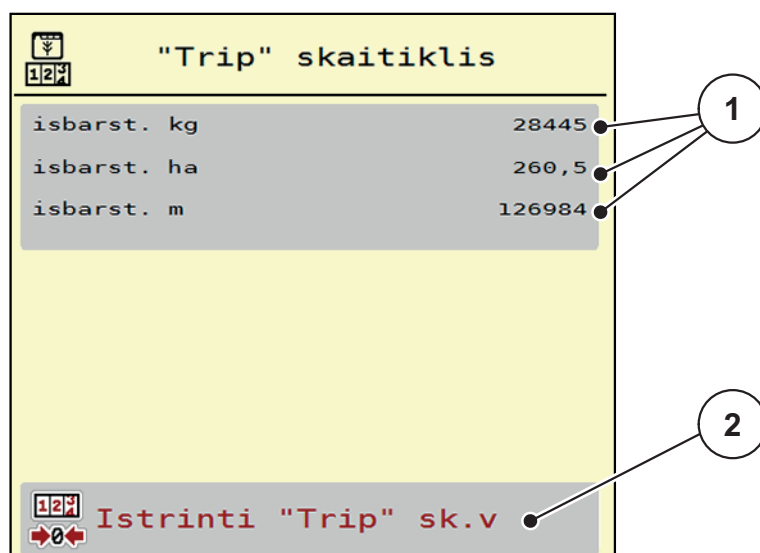 "Trip" skaitiklis
isbarst. kg 28445
isbarst. ha 260,5
isbarst. m 126984
1
2
Istrinti "Trip" sk.v